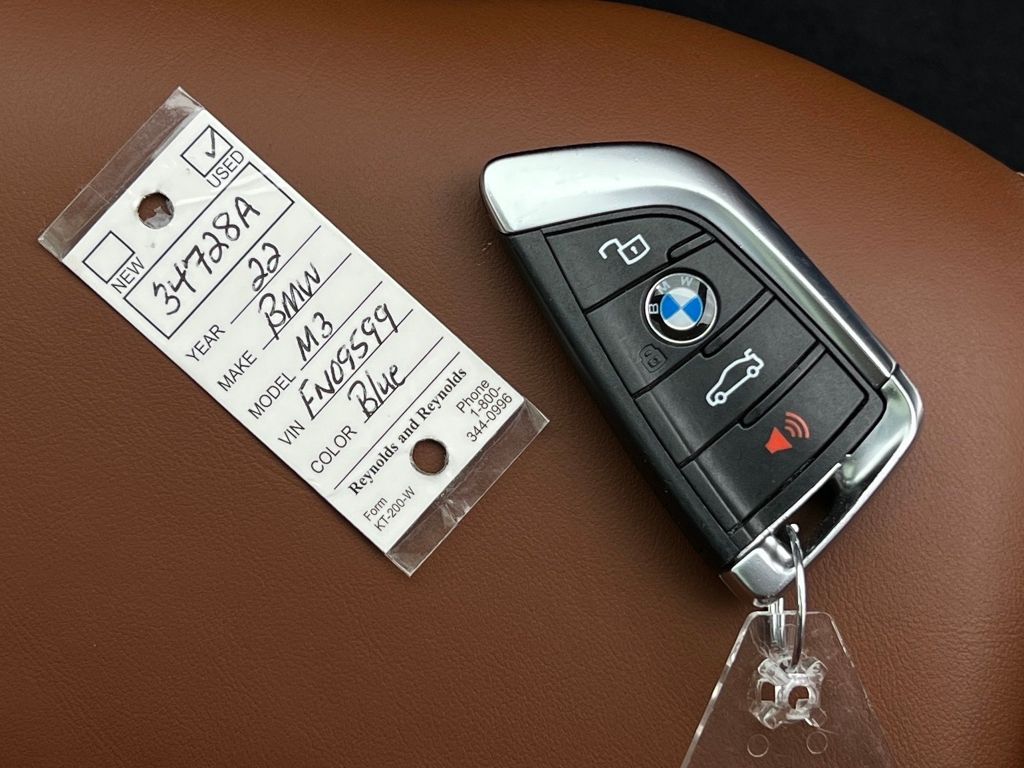 USED
NEW
34728A
YEAR 22
MAKE BMW
MODEL M3
VIN FN09599
COLOR Blue
Reynolds and Reynolds
Form
KT-200-W
Phone
1-800-
344-0996
BMW